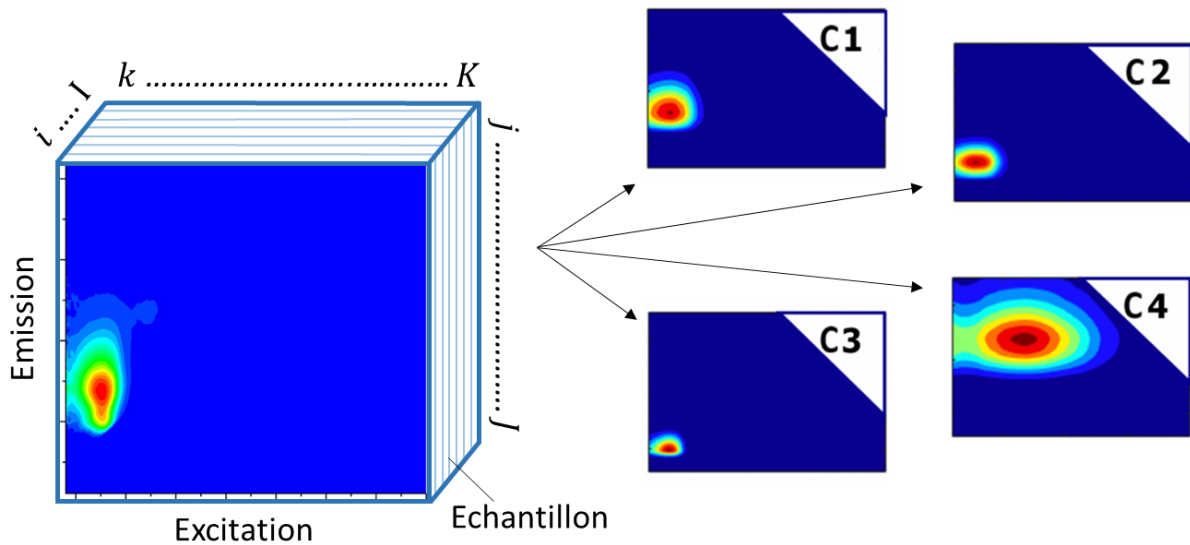 i .... I
k ........................................ K
j .................... J
Emission
Excitation
Echantillon
C1
C2
C3
C4